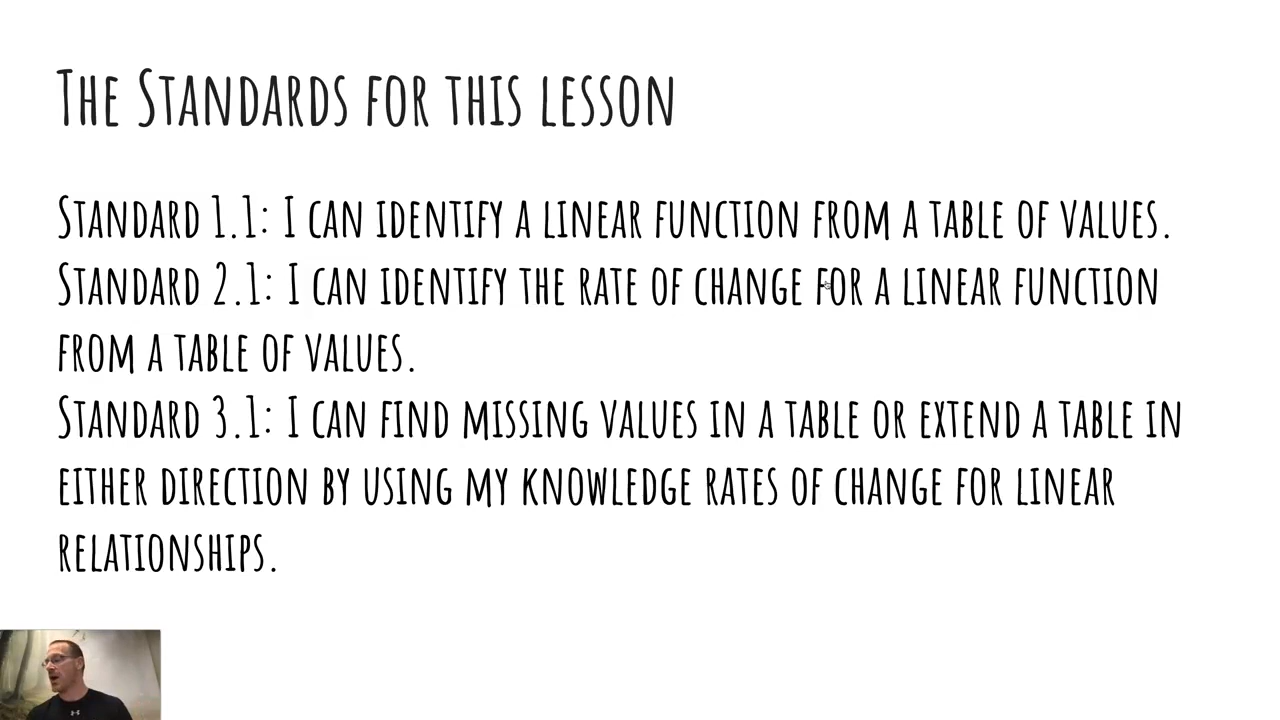 The Standards for this lesson
Standard 1.1: I can identify a linear function from a table of values.
Standard 2.1: I can identify the rate of change for a linear function
from a table of values.
Standard 3.1: I can find missing values in a table or extend a table in
either direction by using my knowledge rates of change for linear
relationships.